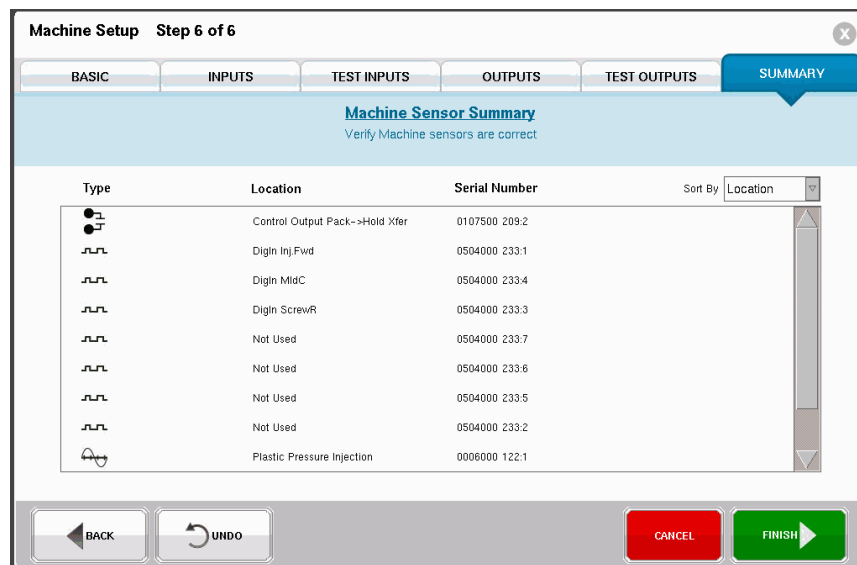 Machine Setup Step 6 of 6
X
BASIC INPUTS TEST INPUTS OUTPUTS TEST OUTPUTS SUMMARY
Machine Sensor Summary
Verify Machine sensors are correct
Type Location Serial Number Sort By Location
Control Output Pack->Hold Xfer 0107500 209:2
DigIn Inj.Fwd 0504000 233:1
DigIn MldC 0504000 233:4
DigIn ScrewR 0504000 233:3
Not Used 0504000 233:7
Not Used 0504000 233:6
Not Used 0504000 233:5
Not Used 0504000 233:2
Plastic Pressure Injection 0006000 122:1
BACK UNDO CANCEL FINISH